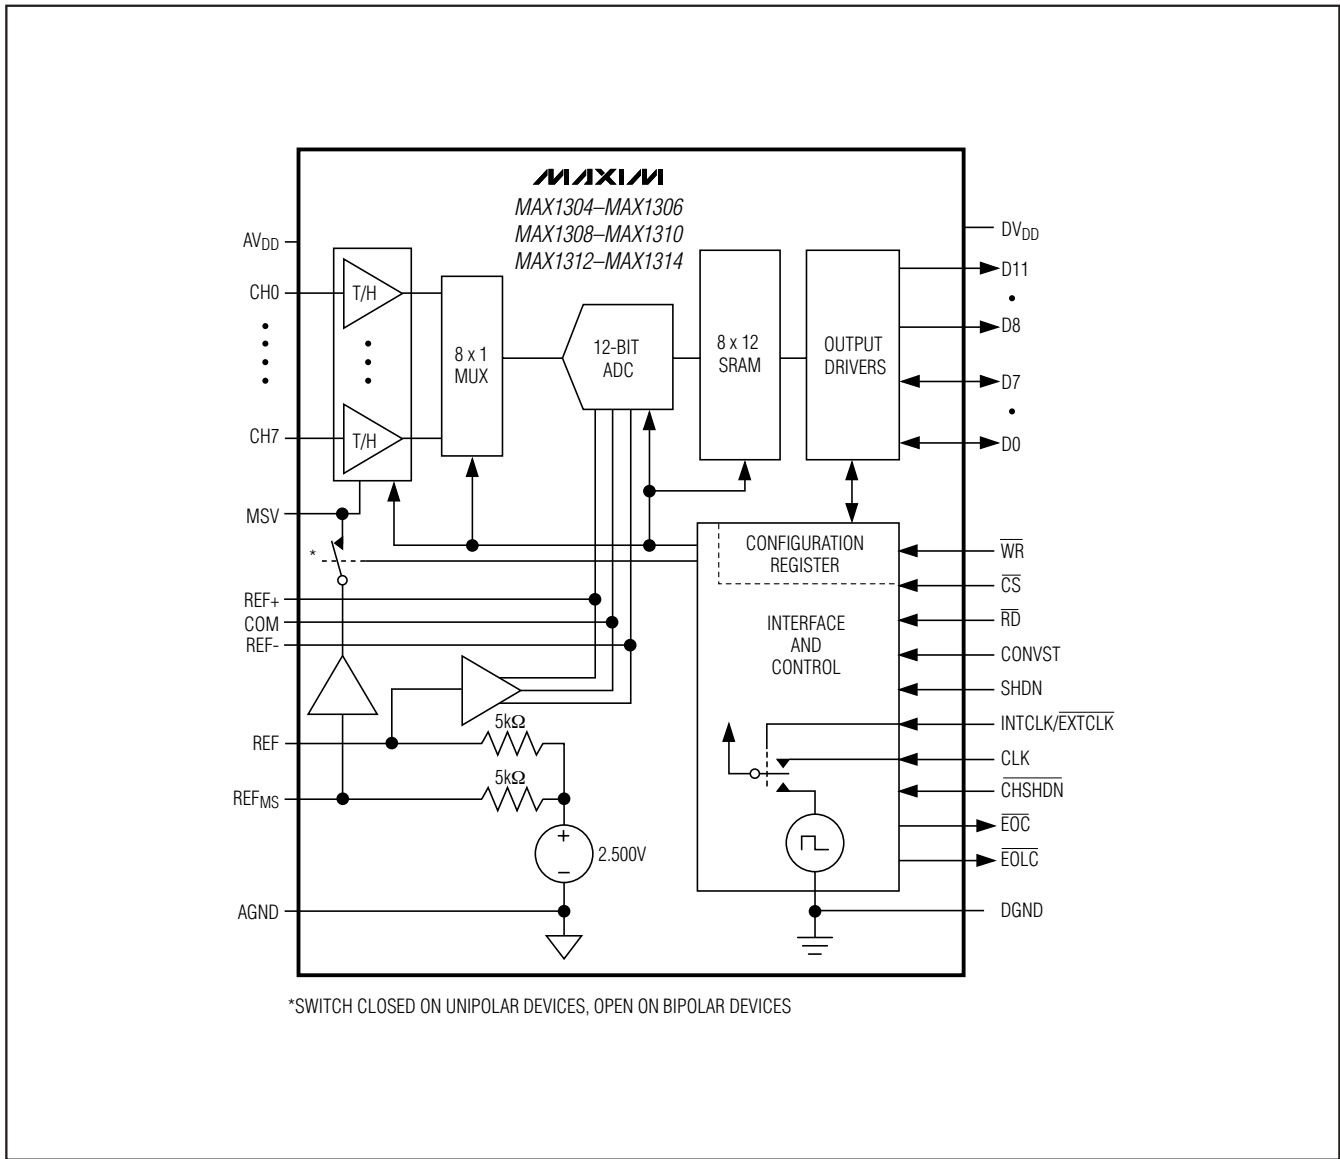 MAXIM
MAX1304–MAX1306
MAX1308–MAX1310
MAX1312–MAX1314
AVDD
DVDD
CH0
T/H
D11
D8
8 x 1
MUX
12-BIT
ADC
8 x 12
SRAM
OUTPUT
DRIVERS
D7
CH7
T/H
D0
MSV
*
CONFIGURATION
REGISTER
WR
CS
REF+
COM
REF-
INTERFACE
AND
CONTROL
RD
CONVST
SHDN
5kΩ
INTCLK/EXTCLK
REF
CLK
5kΩ
REFMS
CHSHDN
EOC
+
−
2.500V
EOLC
AGND
DGND
*SWITCH CLOSED ON UNIPOLAR DEVICES, OPEN ON BIPOLAR DEVICES